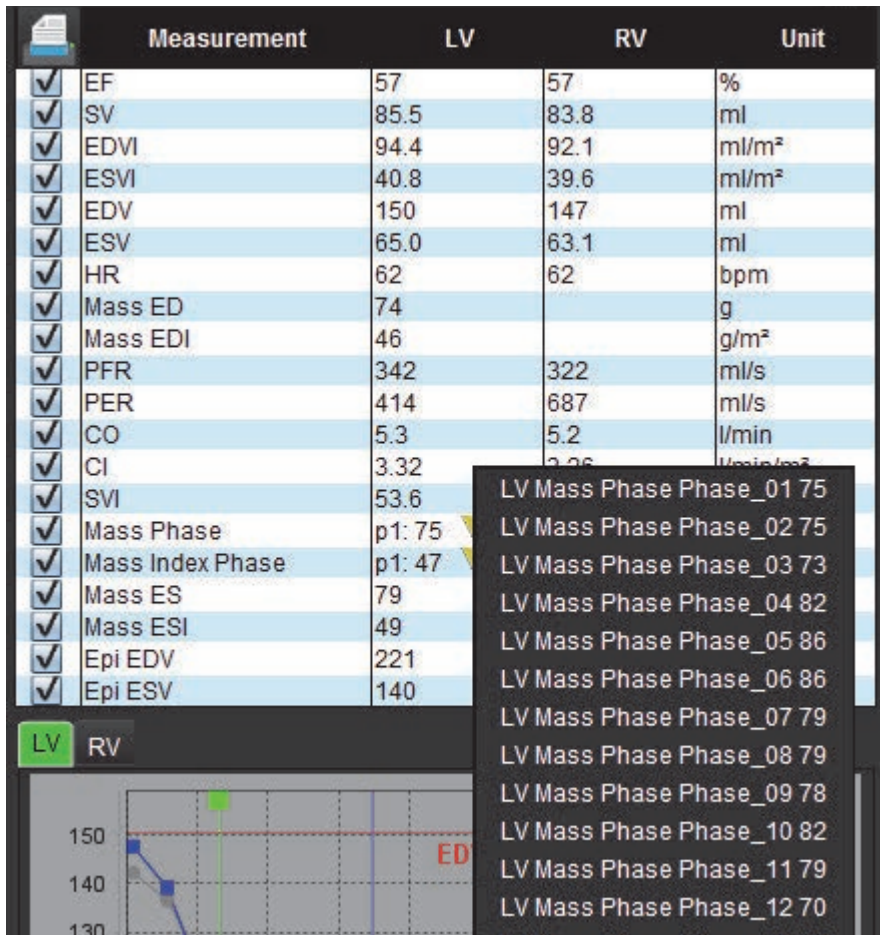 Measurement LV RV Unit
EF 57 57 %
SV 85.5 83.8 ml
EDVI 94.4 92.1 ml/m²
ESVI 40.8 39.6 ml/m²
EDV 150 147 ml
ESV 65.0 63.1 ml
HR 62 62 bpm
Mass ED 74 g
Mass EDI 46 g/m²
PFR 342 322 ml/s
PER 414 687 ml/s
CO 5.3 5.2 l/min
CI 3.32 3.26 l/min/m²
SVI 53.6
Mass Phase p1: 75
Mass Index Phase p1: 47
Mass ES 79
Mass ESI 49
Epi EDV 221
Epi ESV 140
LV Mass Phase Phase_01 75
LV Mass Phase Phase_02 75
LV Mass Phase Phase_03 73
LV Mass Phase Phase_04 82
LV Mass Phase Phase_05 86
LV Mass Phase Phase_06 86
LV Mass Phase Phase_07 79
LV Mass Phase Phase_08 79
LV Mass Phase Phase_09 78
LV Mass Phase Phase_10 82
LV Mass Phase Phase_11 79
LV Mass Phase Phase_12 70
LV RV
150
ED
140
130